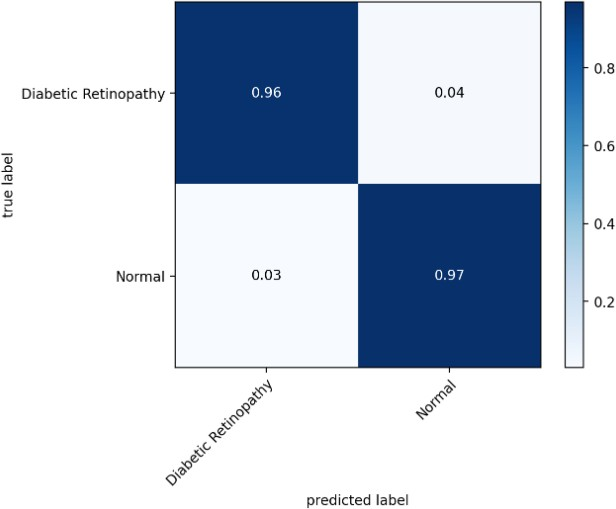 true label
Diabetic Retinopathy
0.96
0.04
Normal
0.03
0.97
Diabetic Retinopathy
Normal
predicted label
0.8
0.6
0.4
0.2